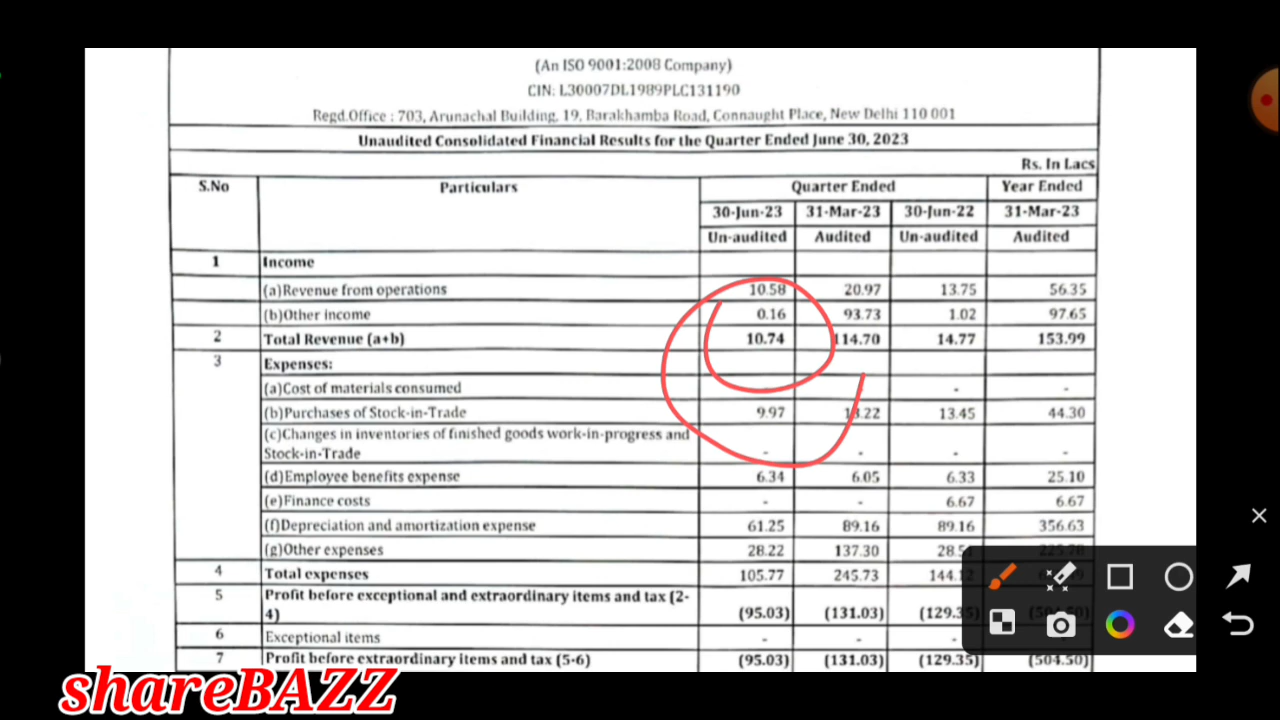 (An ISO 9001:2008 Company)
CIN: L30007DL1989PLC131190
Regd.Office : 703, Arunachal Building, 19, Barakhamba Road, Connaught Place, New Delhi 110 001
Unaudited Consolidated Financial Results for the Quarter Ended June 30, 2023
Rs. In Lacs
S.No Particulars Quarter Ended Year Ended
30-Jun-23 31-Mar-23 30-Jun-22 31-Mar-23
Un-audited Audited Un-audited Audited
1 Income
(a)Revenue from operations 10.58 20.97 13.75 56.35
(b)Other income 0.16 93.73 1.02 97.65
2 Total Revenue (a+b) 10.74 114.70 14.77 153.99
3 Expenses:
(a)Cost of materials consumed - -
(b)Purchases of Stock-in-Trade 9.97 13.22 13.45 44.30
(c)Changes in inventories of finished goods work-in-progress and
Stock-in-Trade - - - -
(d)Employee benefits expense 6.34 6.05 6.33 25.10
(e)Finance costs - - 6.67 6.67
(f)Depreciation and amortization expense 61.25 89.16 89.16 356.63
(g)Other expenses 28.22 137.30
4 Total expenses 105.77 245.73
5 Profit before exceptional and extraordinary items and tax (2-
4) (95.03) (131.03) (129.35)
6 Exceptional items - - -
7 Profit before extraordinary items and tax (5-6) (95.03) (131.03) (129.35) (504.50)
shareBAZZ